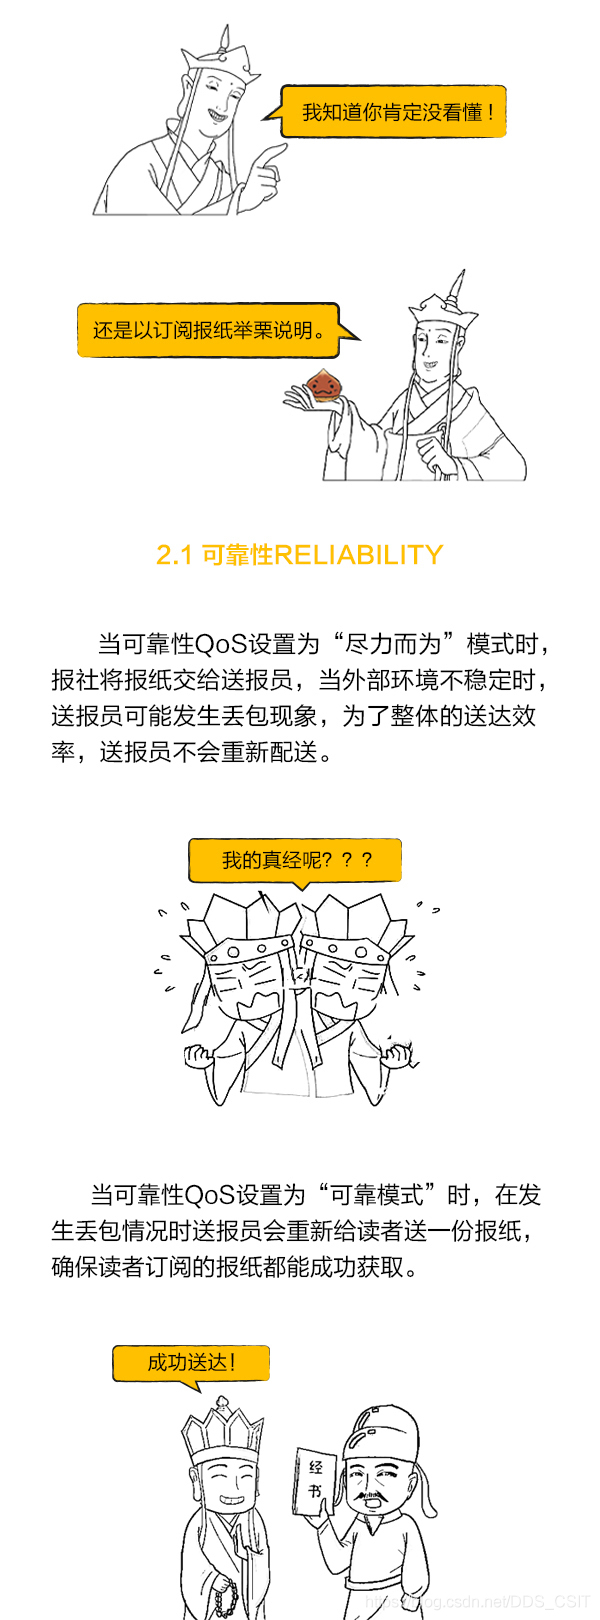 我知道你肯定没看懂！
还是以订阅报纸举栗说明。
2.1 可靠性RELIABILITY
当可靠性QoS设置为“尽力而为”模式时，
报社将报纸交给送报员，当外部环境不稳定时，
送报员可能发生丢包现象，为了整体的送达效
率，送报员不会重新配送。
我的真经呢？？？
当可靠性QoS设置为“可靠模式”时，在发
生丢包情况时送报员会重新给读者送一份报纸，
确保读者订阅的报纸都能成功获取。
成功送达！
经
书
https://blog.csdn.net/DDS_CSIT